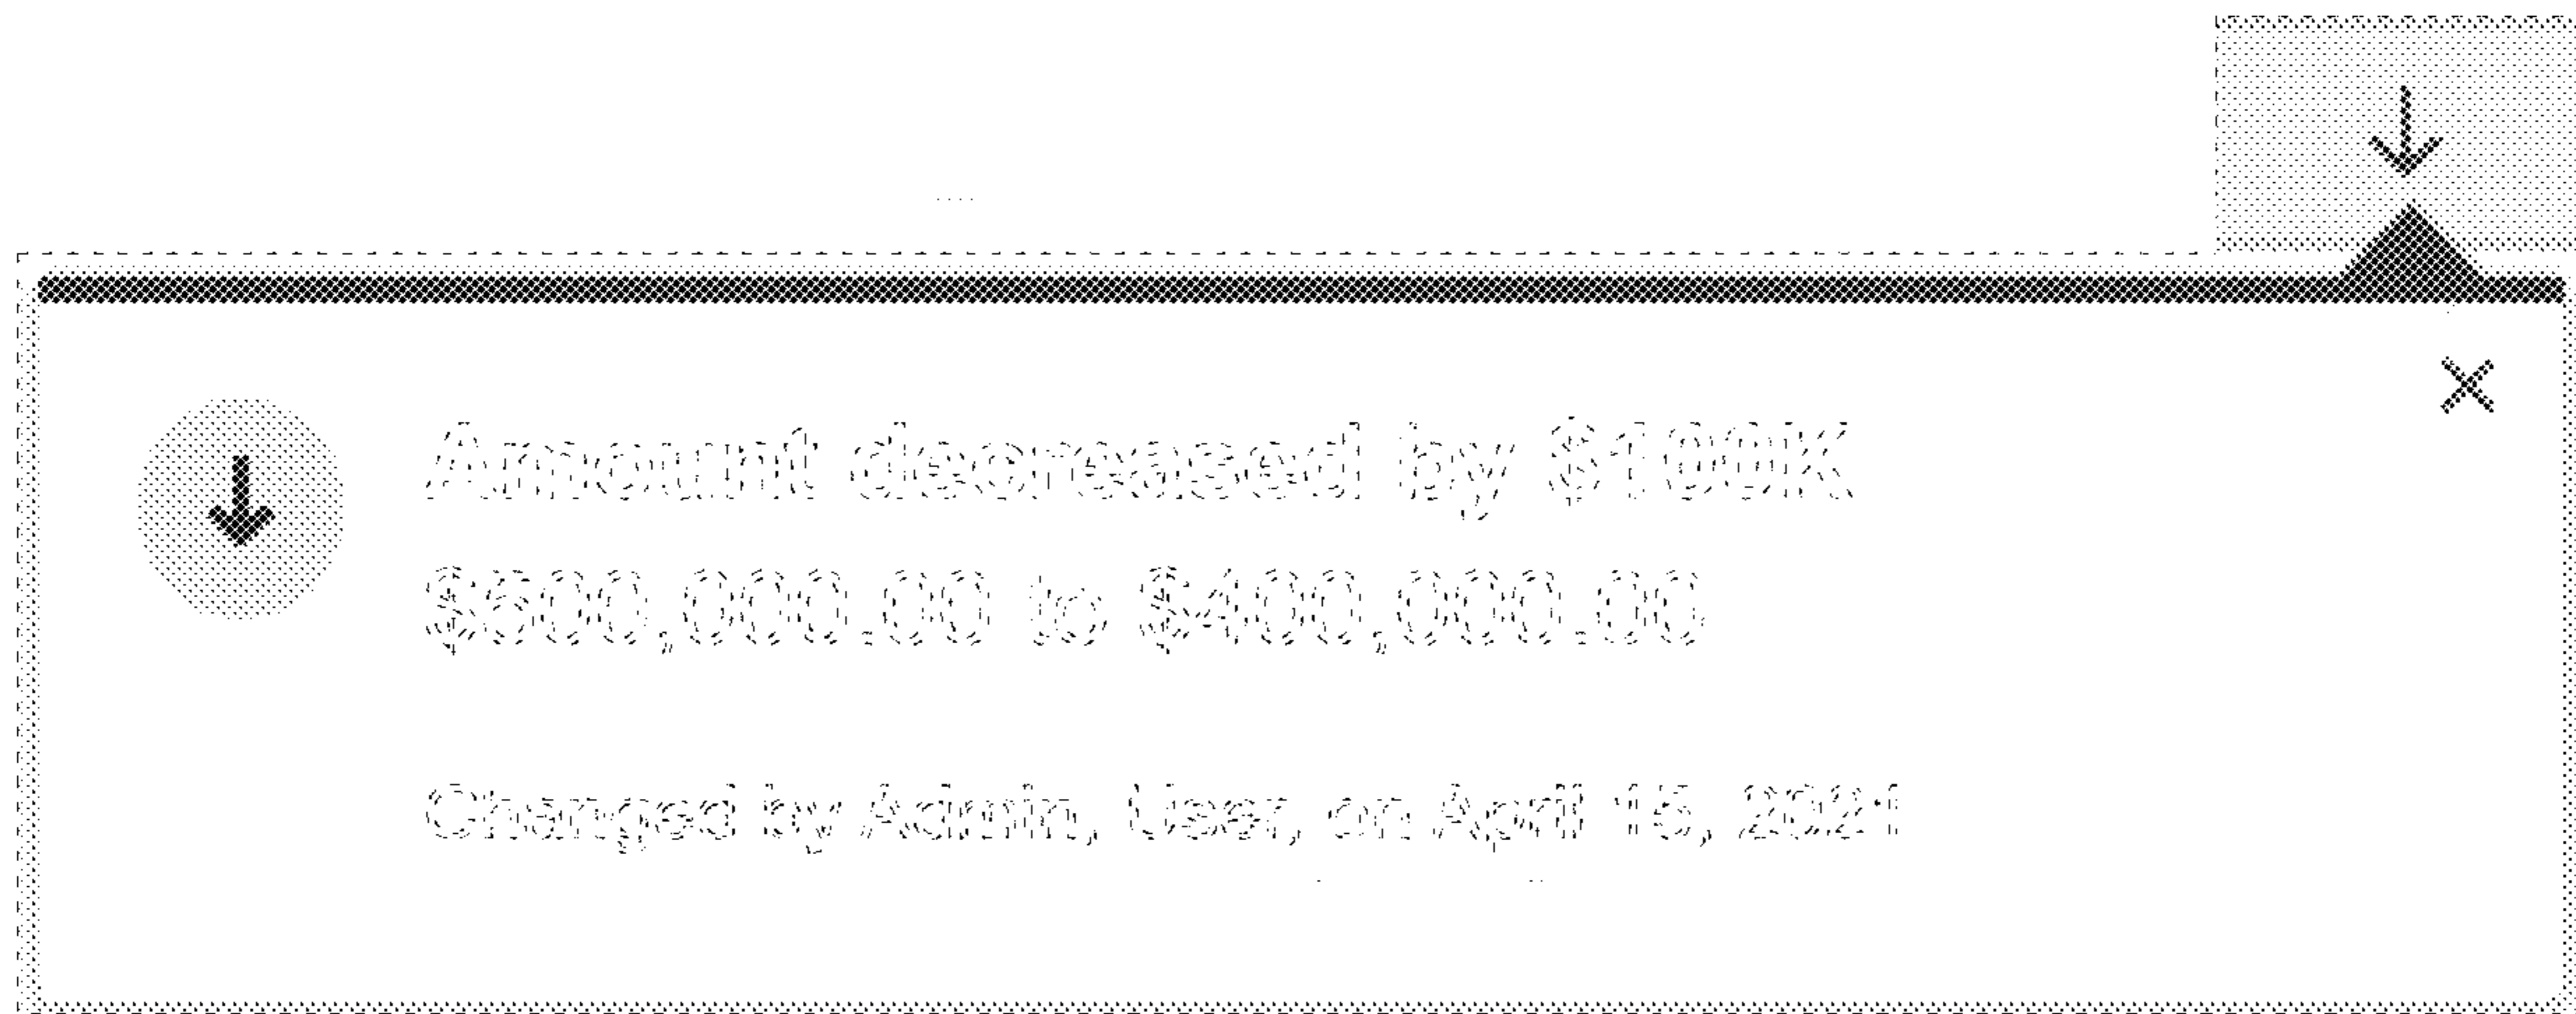 Amount decreased by $100K
$500,000.00 to $400,000.00
Changed by Admin, User, on April 15, 2021